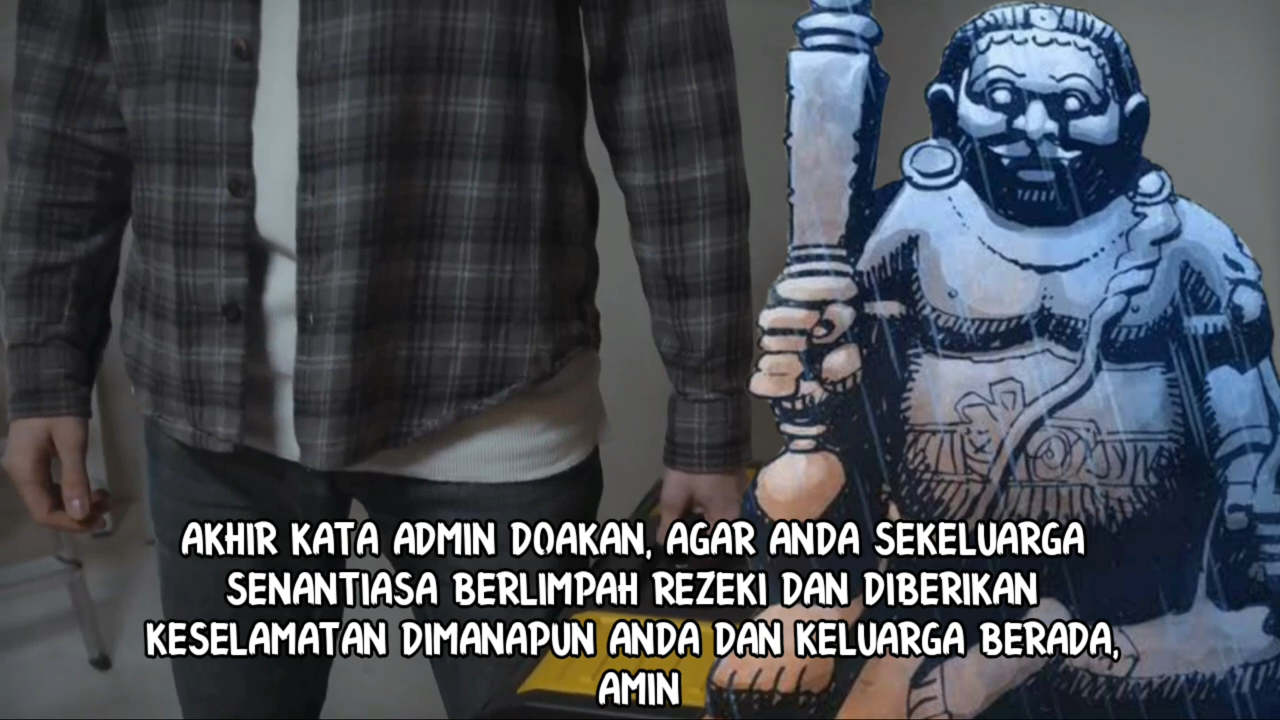 AKHIR KATA ADMIN DOAKAN, AGAR ANDA SEKELUARGA
SENANTIASA BERLIMPAH REZEKI DAN DIBERIKAN
KESELAMATAN DIMANAPUN ANDA DAN KELUARGA BERADA,
AMIN